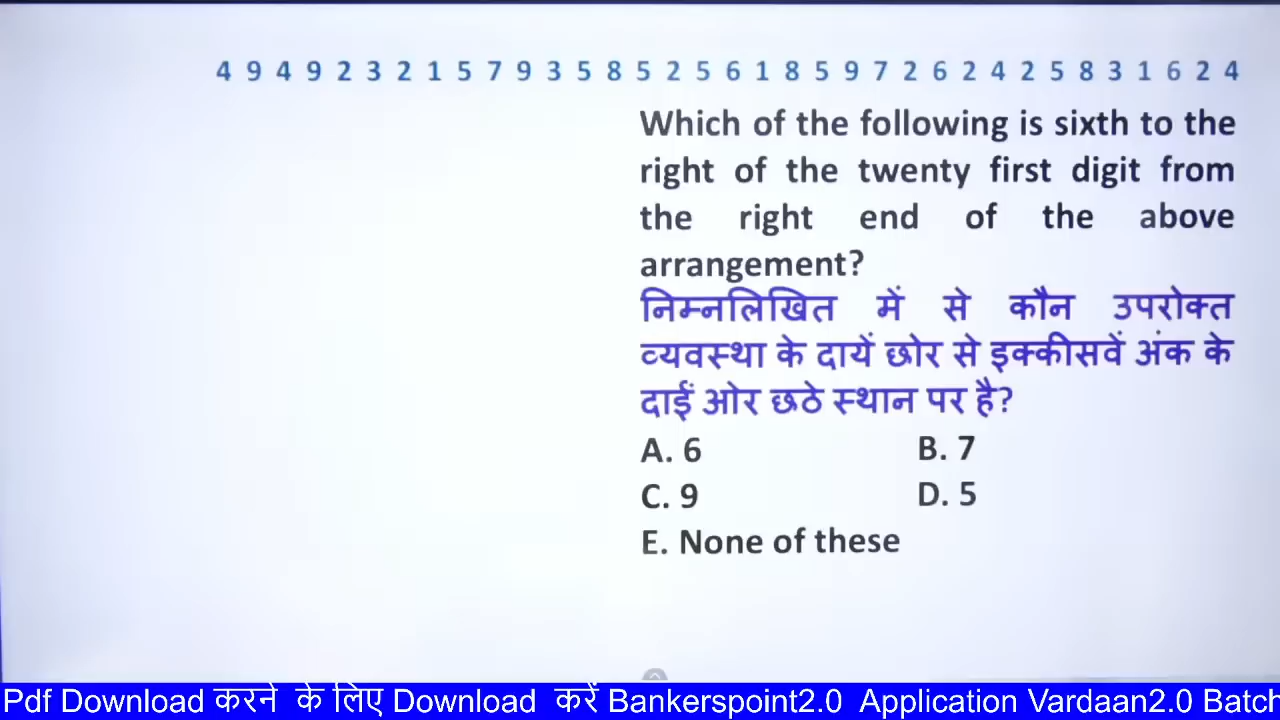 4 9 4 9 2 3 2 1 5 7 9 3 5 8 5 2 5 6 1 8 5 9 7 2 6 2 4 2 5 8 3 1 6 2 4
Which of the following is sixth to the
right of the twenty first digit from
the right end of the above
arrangement?
निम्नलिखित में से कौन उपरोक्त
व्यवस्था के दायें छोर से इक्कीसवें अंक के
दाईं ओर छठे स्थान पर है?
A. 6 B. 7
C. 9 D. 5
E. None of these
Pdf Download करने के लिए Download करें Bankerspoint2.0 Application Vardaan2.0 Batch